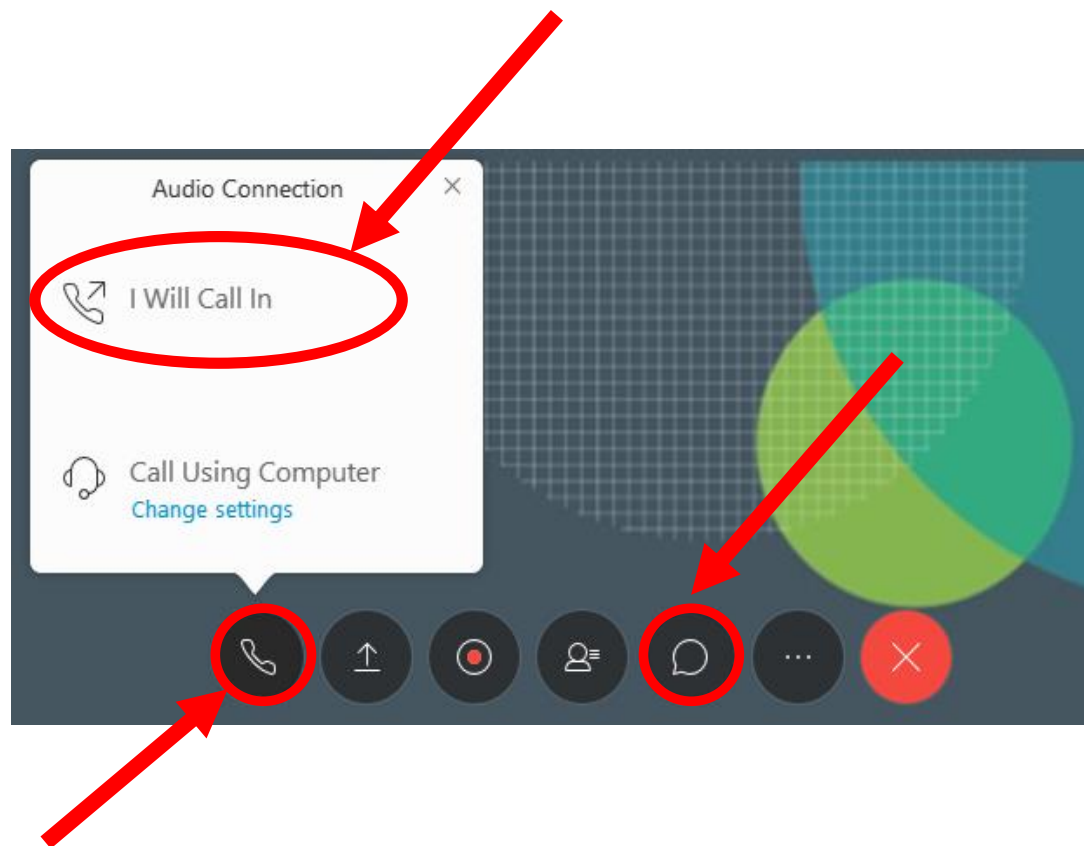 Audio Connection
I Will Call In
Call Using Computer
Change settings